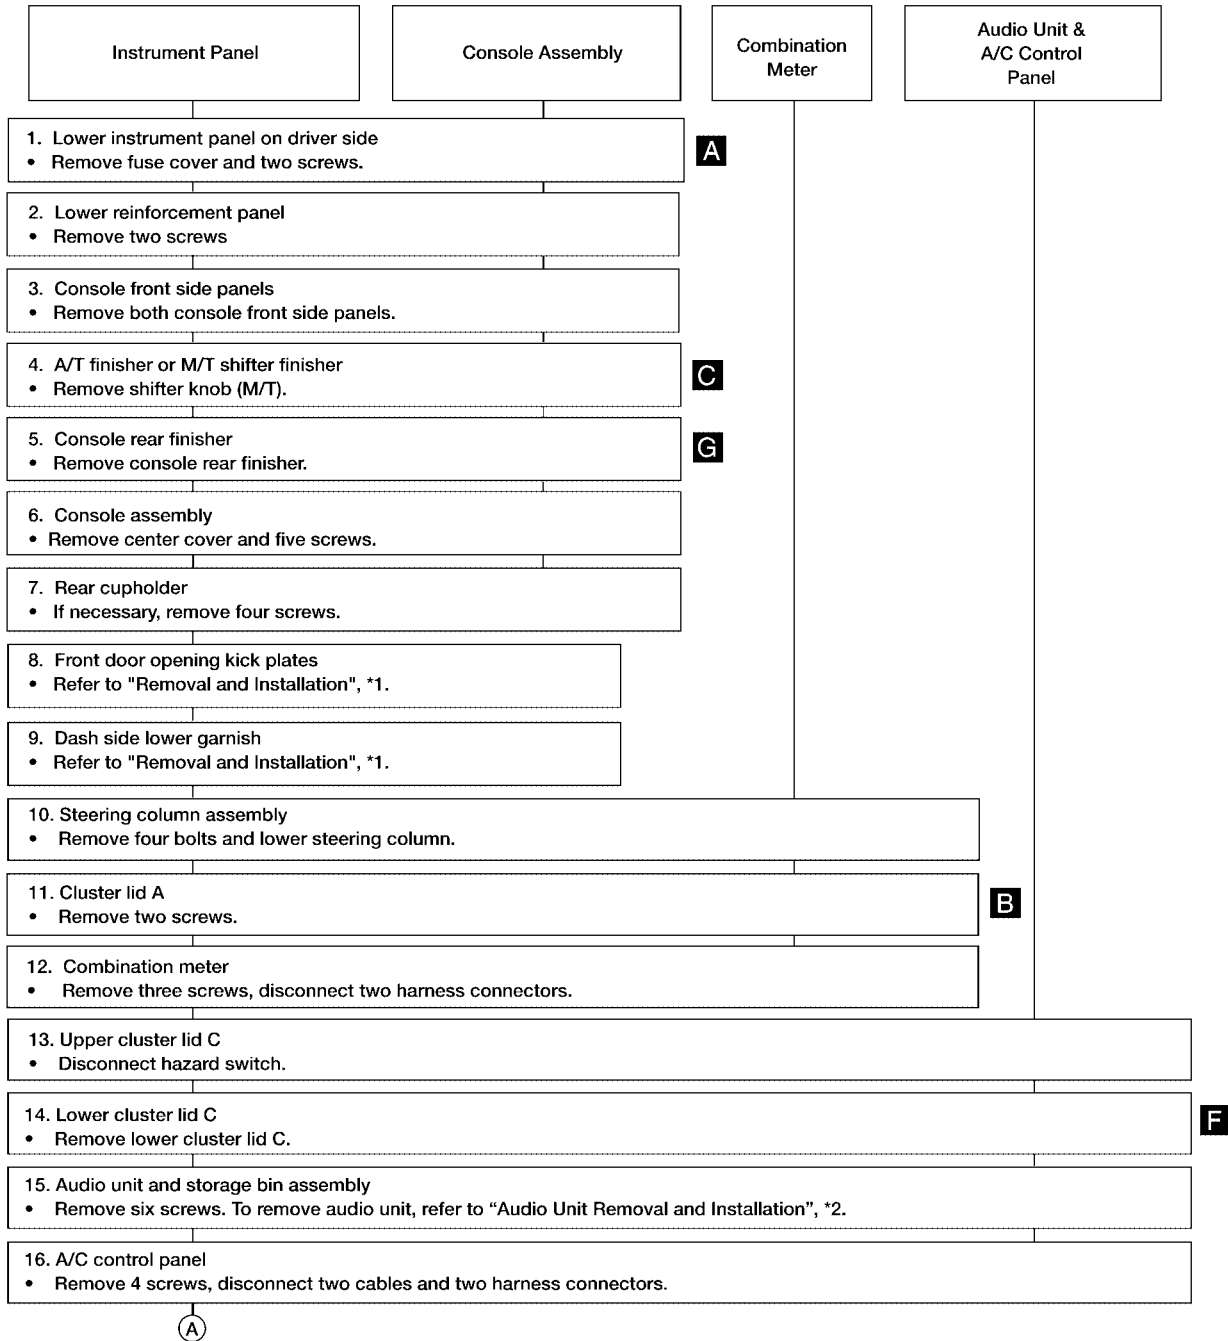 Instrument Panel
Console Assembly
Combination
Meter
Audio Unit &
A/C Control
Panel
1. Lower instrument panel on driver side
• Remove fuse cover and two screws.
A
2. Lower reinforcement panel
• Remove two screws
3. Console front side panels
• Remove both console front side panels.
4. A/T finisher or M/T shifter finisher
• Remove shifter knob (M/T).
C
5. Console rear finisher
• Remove console rear finisher.
G
6. Console assembly
• Remove center cover and five screws.
7. Rear cupholder
• If necessary, remove four screws.
8. Front door opening kick plates
• Refer to "Removal and Installation", *1.
9. Dash side lower garnish
• Refer to "Removal and Installation", *1.
10. Steering column assembly
• Remove four bolts and lower steering column.
11. Cluster lid A
• Remove two screws.
B
12. Combination meter
• Remove three screws, disconnect two harness connectors.
13. Upper cluster lid C
• Disconnect hazard switch.
14. Lower cluster lid C
• Remove lower cluster lid C.
F
15. Audio unit and storage bin assembly
• Remove six screws. To remove audio unit, refer to “Audio Unit Removal and Installation”, *2.
16. A/C control panel
• Remove 4 screws, disconnect two cables and two harness connectors.
A